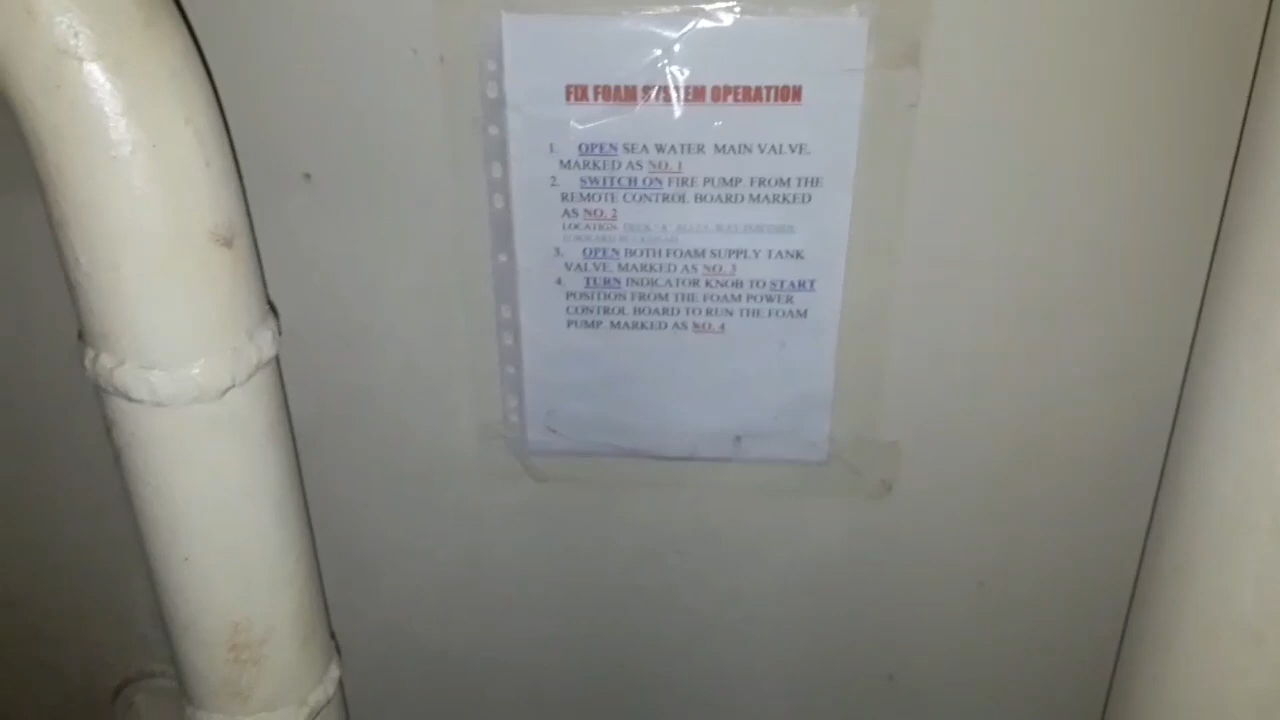 FIX FOAM SYSTEM OPERATION
1. OPEN SEA WATER MAIN VALVE.
MARKED AS NO. 1
2. SWITCH ON FIRE PUMP. FROM THE
REMOTE CONTROL BOARD MARKED
AS NO. 2
LOCATION
3. OPEN BOTH FOAM SUPPLY TANK
VALVE. MARKED AS NO. 3
4. TURN INDICATOR KNOB TO START
POSITION FROM THE FOAM POWER
CONTROL BOARD TO RUN THE FOAM
PUMP. MARKED AS NO. 4